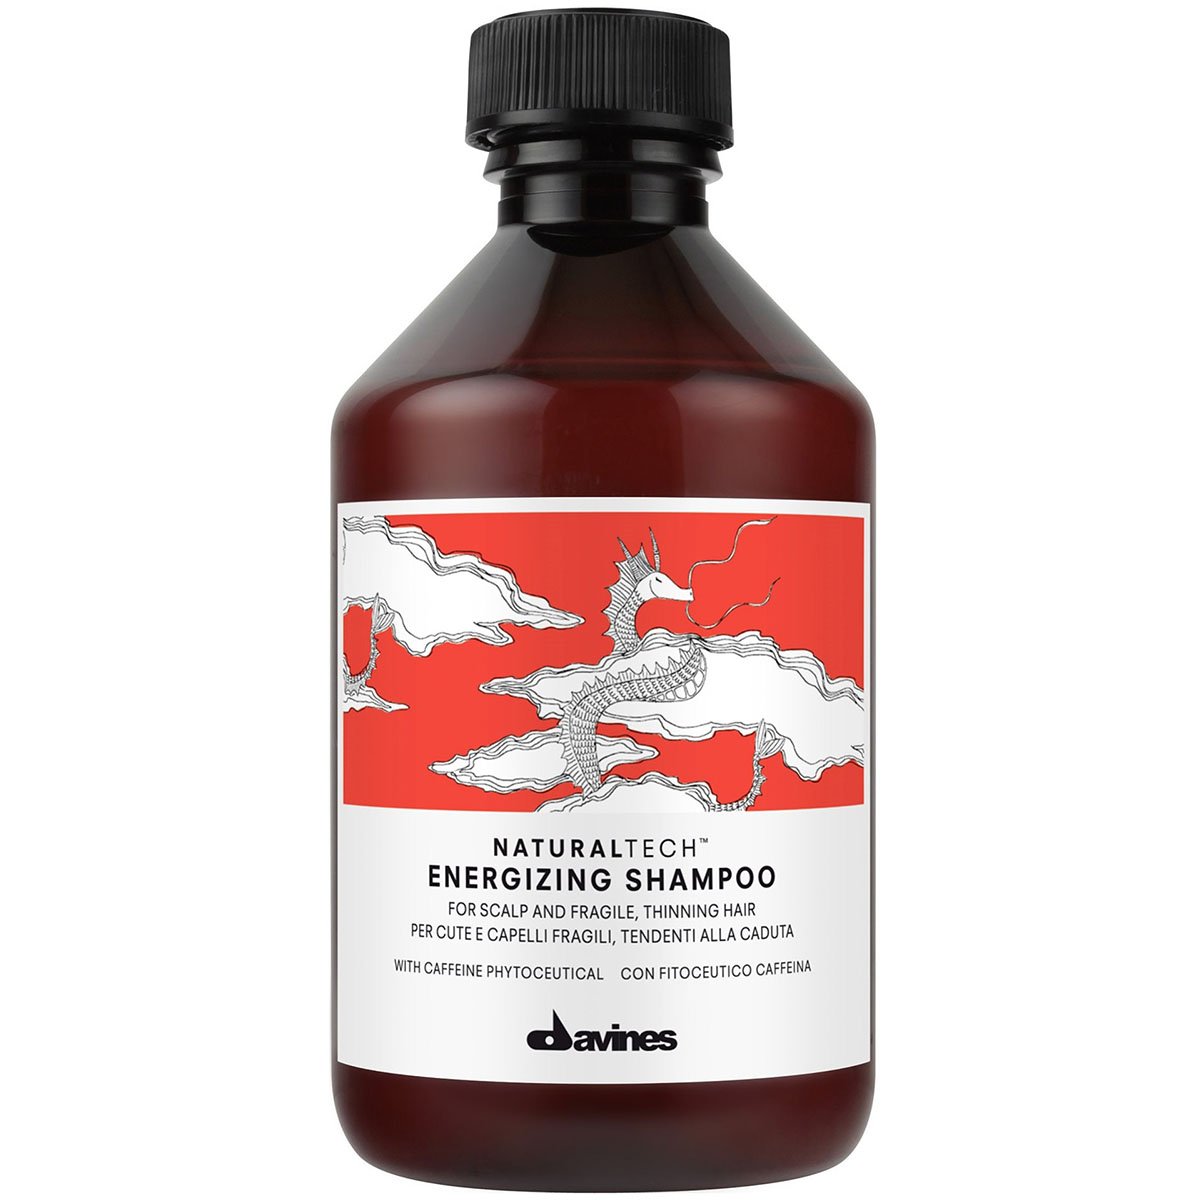 NATURALTECH™
ENERGIZING SHAMPOO
FOR SCALP AND FRAGILE, THINNING HAIR
PER CUTE E CAPELLI FRAGILI, TENDENTI ALLA CADUTA
WITH CAFFEINE PHYTOCEUTICAL CON FITOCEUTICO CAFFEINA
davines